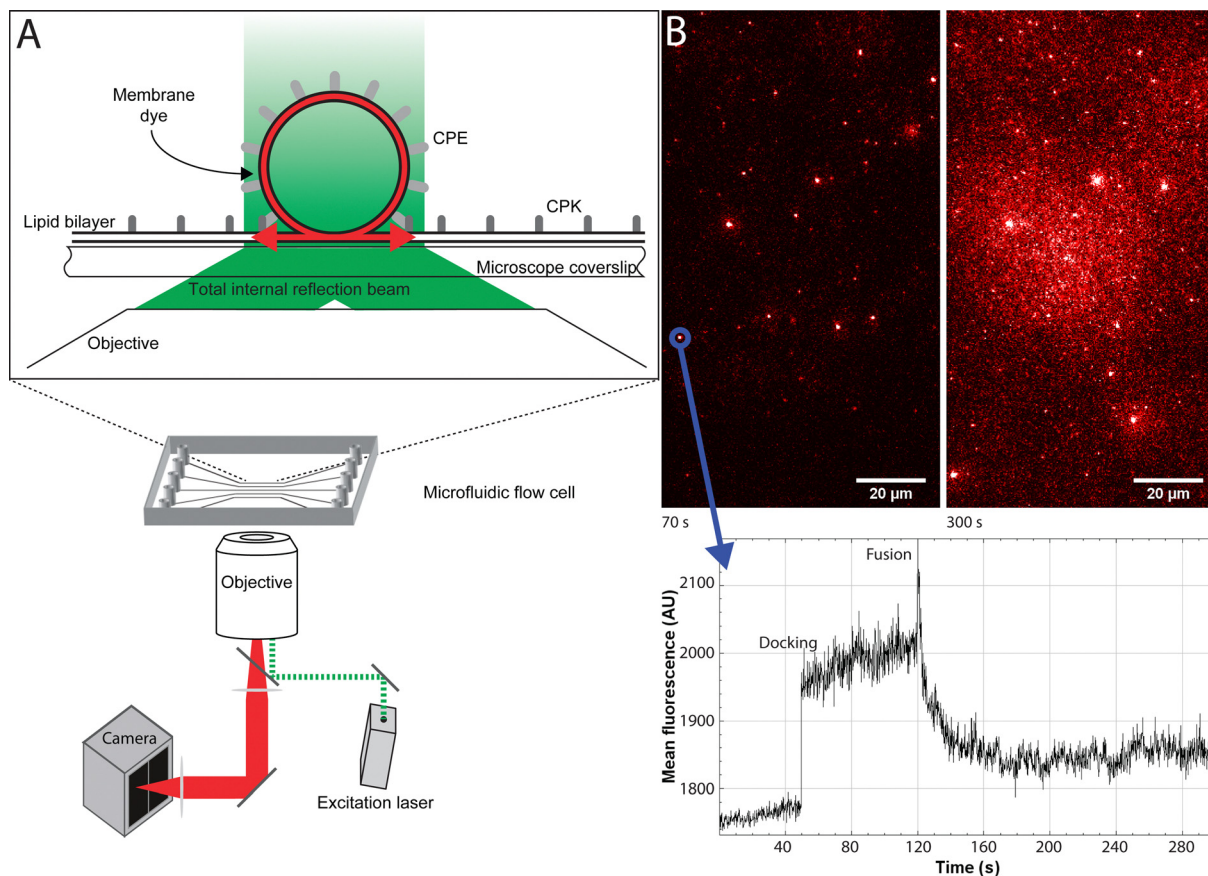 A
Membrane
dye
CPE
CPK
Lipid bilayer
Microscope coverslip
Total internal reflection beam
Objective
Microfluidic flow cell
Objective
Camera
Excitation laser
B
20 µm
20 µm
70 s
300 s
Fusion
Docking
Mean fluorescence (AU)
2100
2000
1900
1800
40
80
120
160
200
240
280
Time (s)